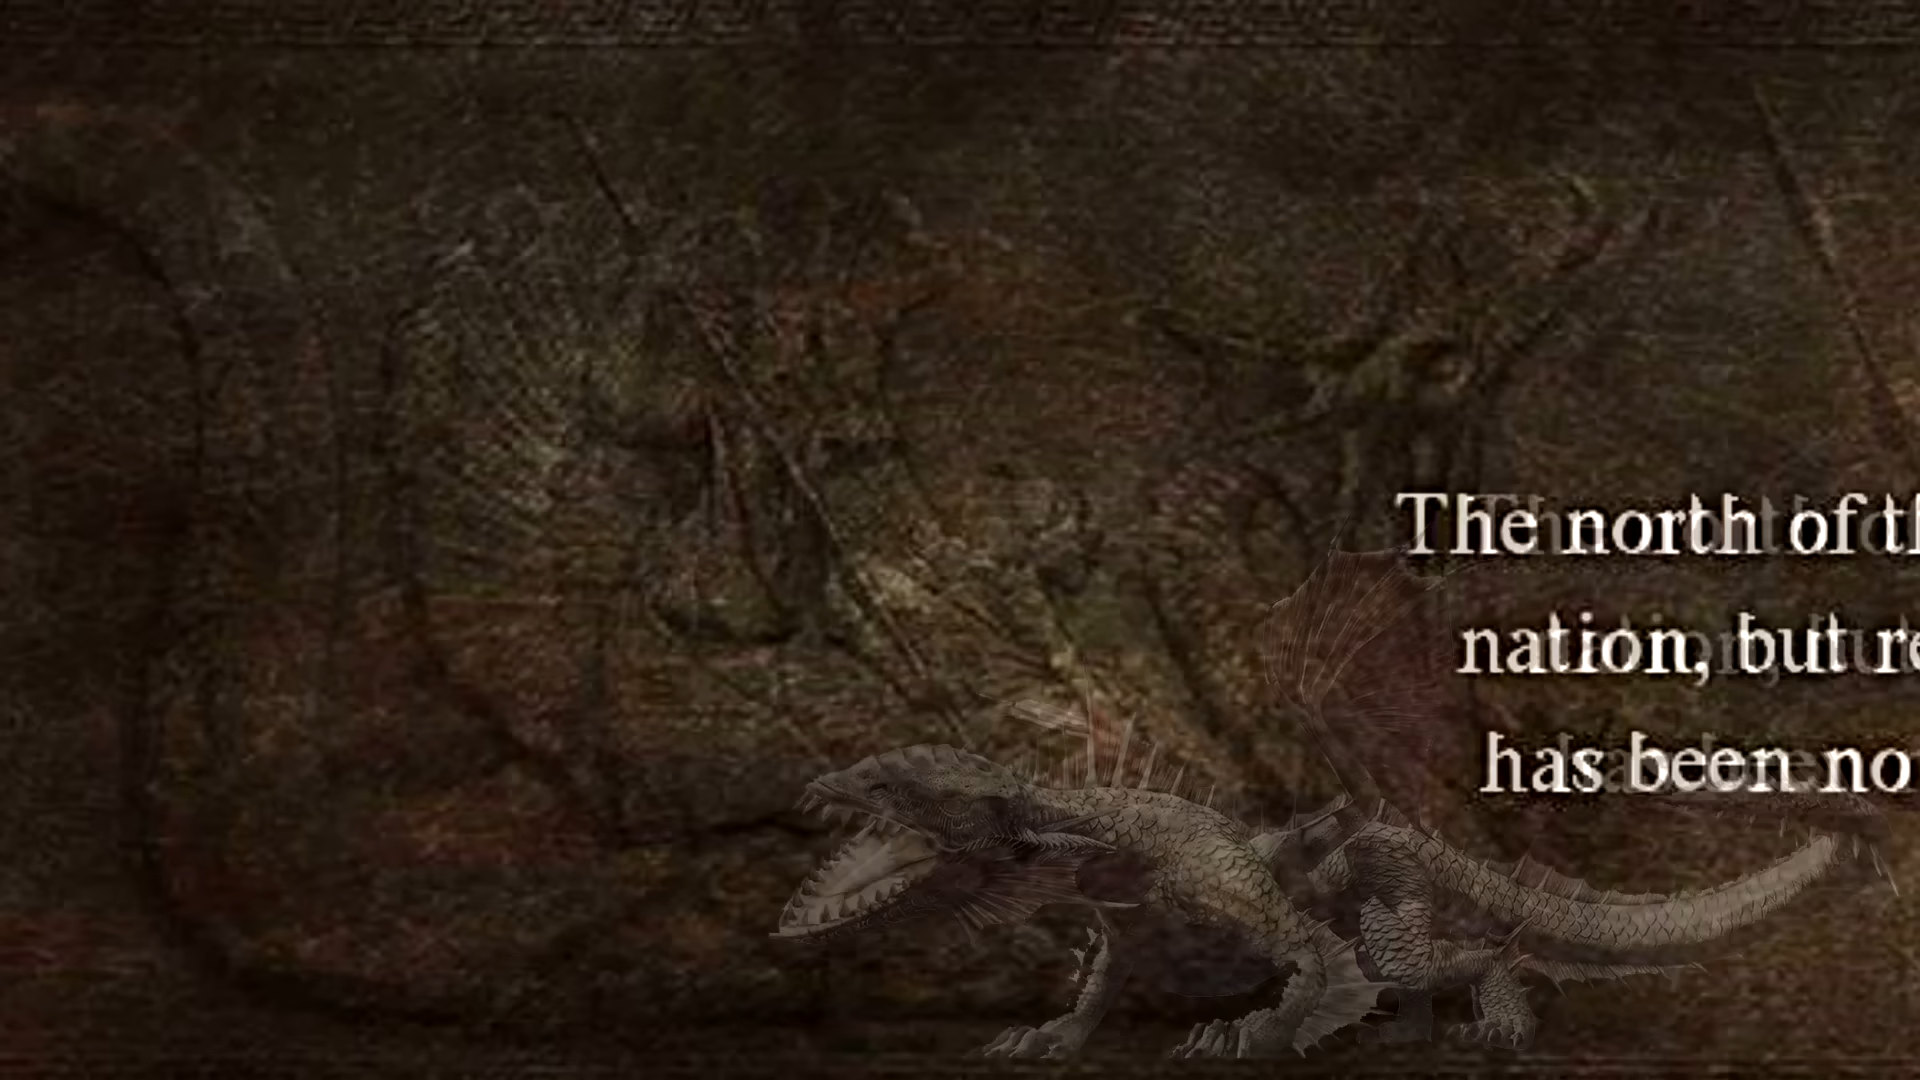 The north of th
nation, but re
has been no